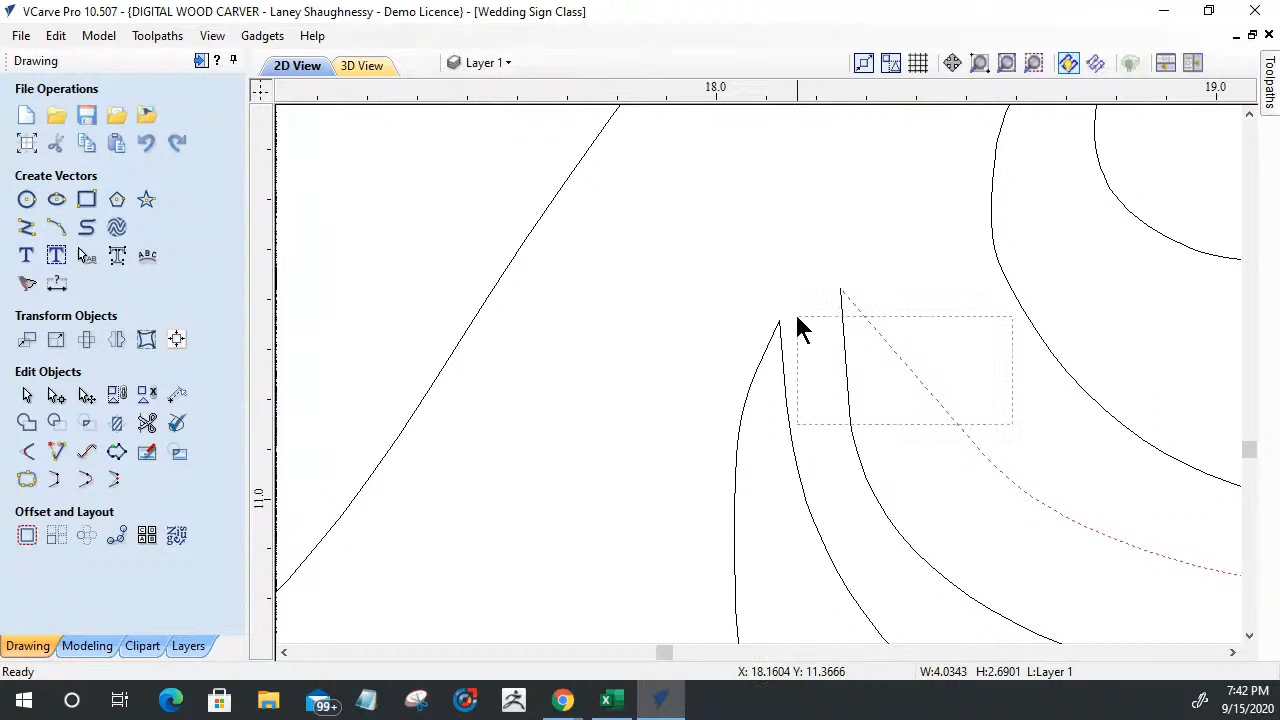 VCarve Pro 10.507 - {DIGITAL WOOD CARVER - Laney Shaughnessy - Demo Licence} - [Wedding Sign Class]
File Edit Model Toolpaths View Gadgets Help
Drawing ?
2D View 3D View Layer 1
File Operations
18.0 19.0
Toolpaths
Create Vectors
T T AB T ABC
?
Transform Objects
Edit Objects
11.0
Offset and Layout
Drawing Modeling Clipart Layers
Ready X: 18.1604 Y: 11.3666 W:4.0343 H:2.6901 L:Layer 1
99+
7:42 PM
9/15/2020